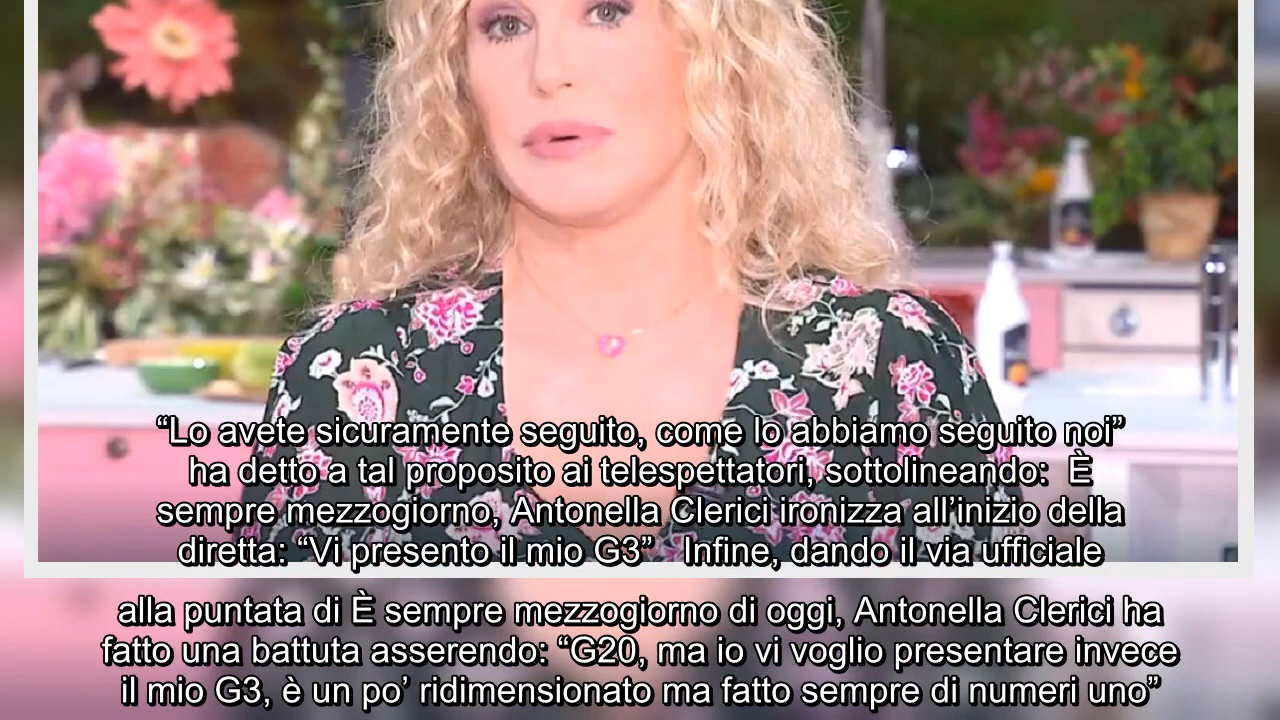 “Lo avete sicuramente seguito, come lo abbiamo seguito noi”
ha detto a tal proposito ai telespettatori, sottolineando: È
sempre mezzogiorno, Antonella Clerici ironizza all’inizio della
diretta: “Vi presento il mio G3” Infine, dando il via ufficiale
alla puntata di È sempre mezzogiorno di oggi, Antonella Clerici ha
fatto una battuta asserendo: “G20, ma io vi voglio presentare invece
il mio G3, è un po’ ridimensionato ma fatto sempre di numeri uno”